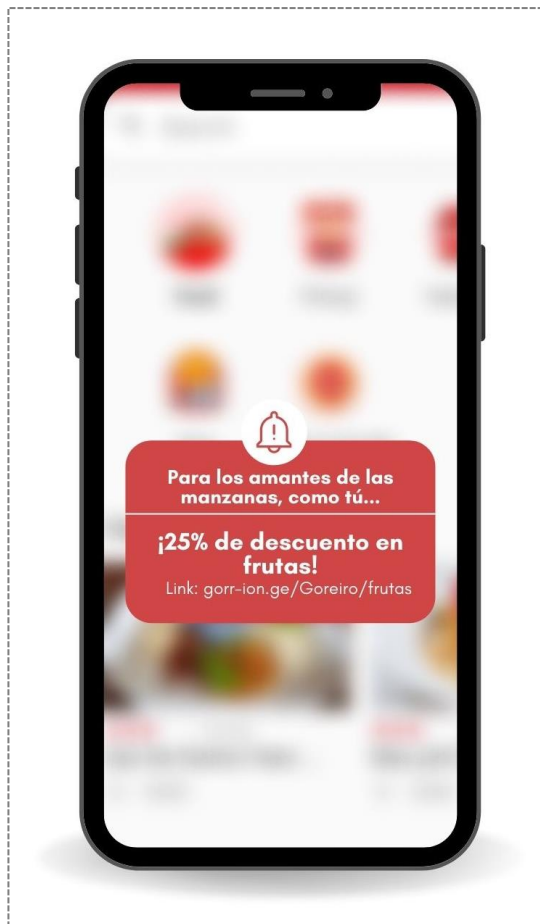 Para los amantes de las
manzanas, como tú...
¡25% de descuento en
frutas!
Link: gorr-ion.ge/Goreiro/frutas